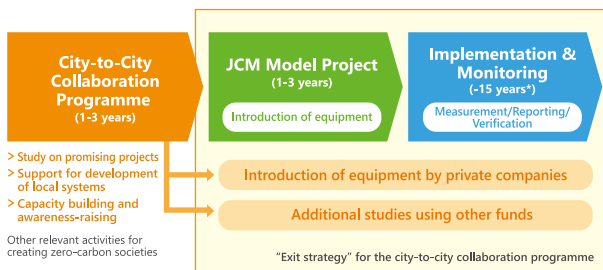 City-to-City
Collaboration
Programme
(1-3 years)
JCM Model Project
(1-3 years)
Introduction of equipment
Implementation &
Monitoring
(-15 years*)
Measurement/Reporting/
Verification
> Study on promising projects
> Support for development
of local systems
> Capacity building and
awareness-raising
Other relevant activities for
creating zero-carbon societies
Introduction of equipment by private companies
Additional studies using other funds
"Exit strategy" for the city-to-city collaboration programme